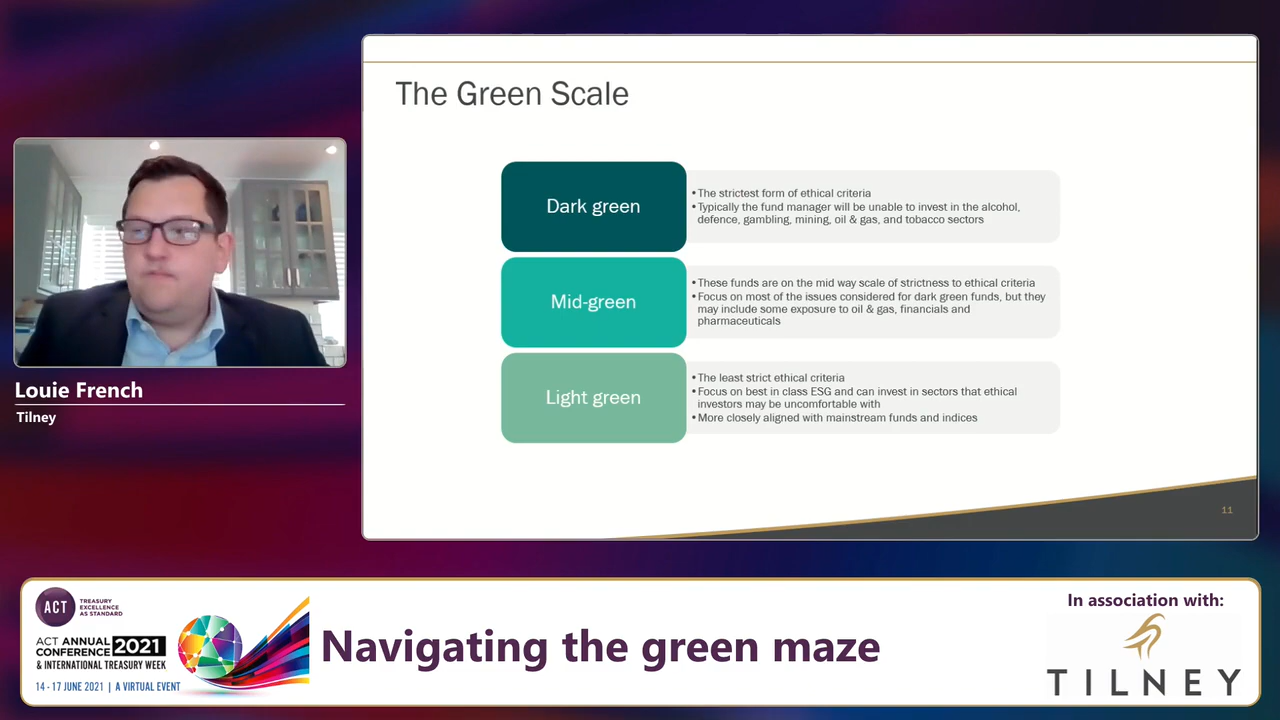 The Green Scale
Dark green
•The strictest form of ethical criteria
•Typically the fund manager will be unable to invest in the alcohol,
defence, gambling, mining, oil & gas, and tobacco sectors
Mid-green
•These funds are on the mid way scale of strictness to ethical criteria
•Focus on most of the issues considered for dark green funds, but they
may include some exposure to oil & gas, financials and
pharmaceuticals
Light green
•The least strict ethical criteria
•Focus on best in class ESG and can invest in sectors that ethical
investors may be uncomfortable with
•More closely aligned with mainstream funds and indices
11
Louie French
Tilney
ACT
TREASURY
EXCELLENCE
AS STANDARD
ACT ANNUAL
CONFERENCE 2021
& INTERNATIONAL TREASURY WEEK
14 - 17 JUNE 2021 | A VIRTUAL EVENT
Navigating the green maze
In association with:
TILNEY